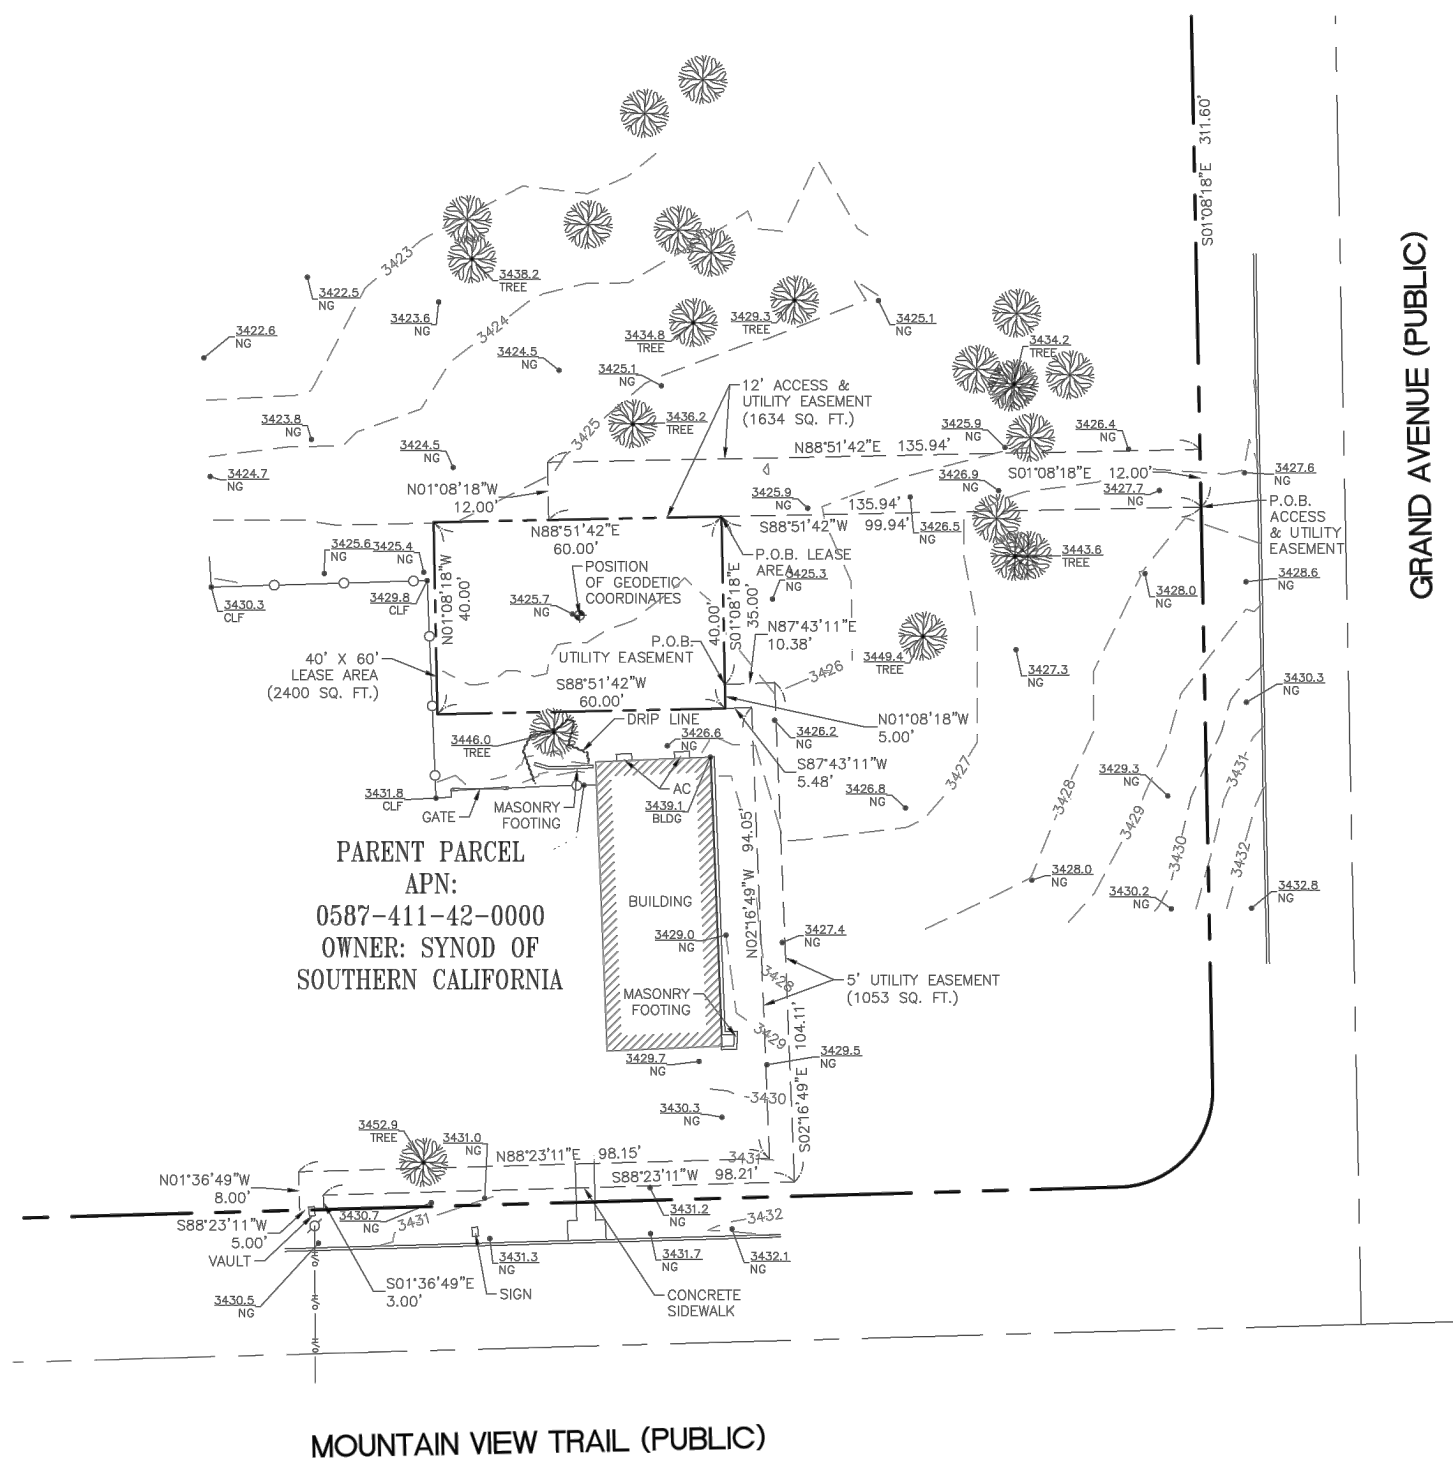 S01°08'18"E 311.60'
GRAND AVENUE (PUBLIC)
3423
3438.2
TREE
3422.5
NG
3423.6
NG
3424
3422.6
NG
3429.3
TREE
3425.1
NG
3434.8
TREE
3434.2
TREE
3424.5
NG
3425.1
NG
12' ACCESS &
UTILITY EASEMENT
(1634 SQ. FT.)
3423.8
NG
3425
3436.2
TREE
3425.9
NG
3426.4
NG
3424.5
NG
N88°51'42"E 135.94'
3424.7
NG
N01°08'18"W
12.00'
3426.9
NG
S01°08'18"E 12.00'
3427.7
NG
3427.6
NG
3425.9
NG
135.94'
S88°51'42"W 99.94'
3426.5
NG
P.O.B.
ACCESS
& UTILITY
EASEMENT
N88°51'42"E
60.00'
P.O.B. LEASE
AREA
3425.6
NG
3425.4
NG
3443.6
TREE
POSITION
OF GEODETIC
COORDINATES
3425.3
NG
3428.6
NG
3428.0
NG
3430.3
CLF
3429.8
CLF
N01°08'18"W
40.00'
3425.7
NG
40.00'
S01°08'18"E
35.00'
N87°43'11"E
10.38'
P.O.B.
UTILITY EASEMENT
40' X 60'
LEASE AREA
(2400 SQ. FT.)
S88°51'42"W
60.00'
3426
3449.4
TREE
3427.3
NG
3430.3
NG
DRIP LINE
N01°08'18"W
5.00'
3446.0
TREE
3426.6
NG
3426.2
NG
S87°43'11"W
5.48'
3427
3431.8
CLF
GATE
MASONRY
FOOTING
AC
3439.1
BLDG
3426.8
NG
3428
3429.3
NG
3429
3431
3430
3432
PARENT PARCEL
APN:
0587-411-42-0000
OWNER: SYNOD OF
SOUTHERN CALIFORNIA
BUILDING
N02°16'49"W 94.05'
3428.0
NG
3430.2
NG
3432.8
NG
3429.0
NG
3427.4
NG
3428
5' UTILITY EASEMENT
(1053 SQ. FT.)
MASONRY
FOOTING
3429
S02°16'49"E 104.11'
3429.7
NG
3429.5
NG
3430
3430.3
NG
3452.9
TREE
3431.0
NG
N88°23'11"E 98.15'
3431
N01°36'49"W
8.00'
S88°23'11"W 98.21'
S88°23'11"W
5.00'
3430.7
NG
3431
3431.2
NG
3432
VAULT
3431.3
NG
3431.7
NG
3432.1
NG
3430.5
NG
S01°36'49"E
3.00'
SIGN
CONCRETE
SIDEWALK
MOUNTAIN VIEW TRAIL (PUBLIC)